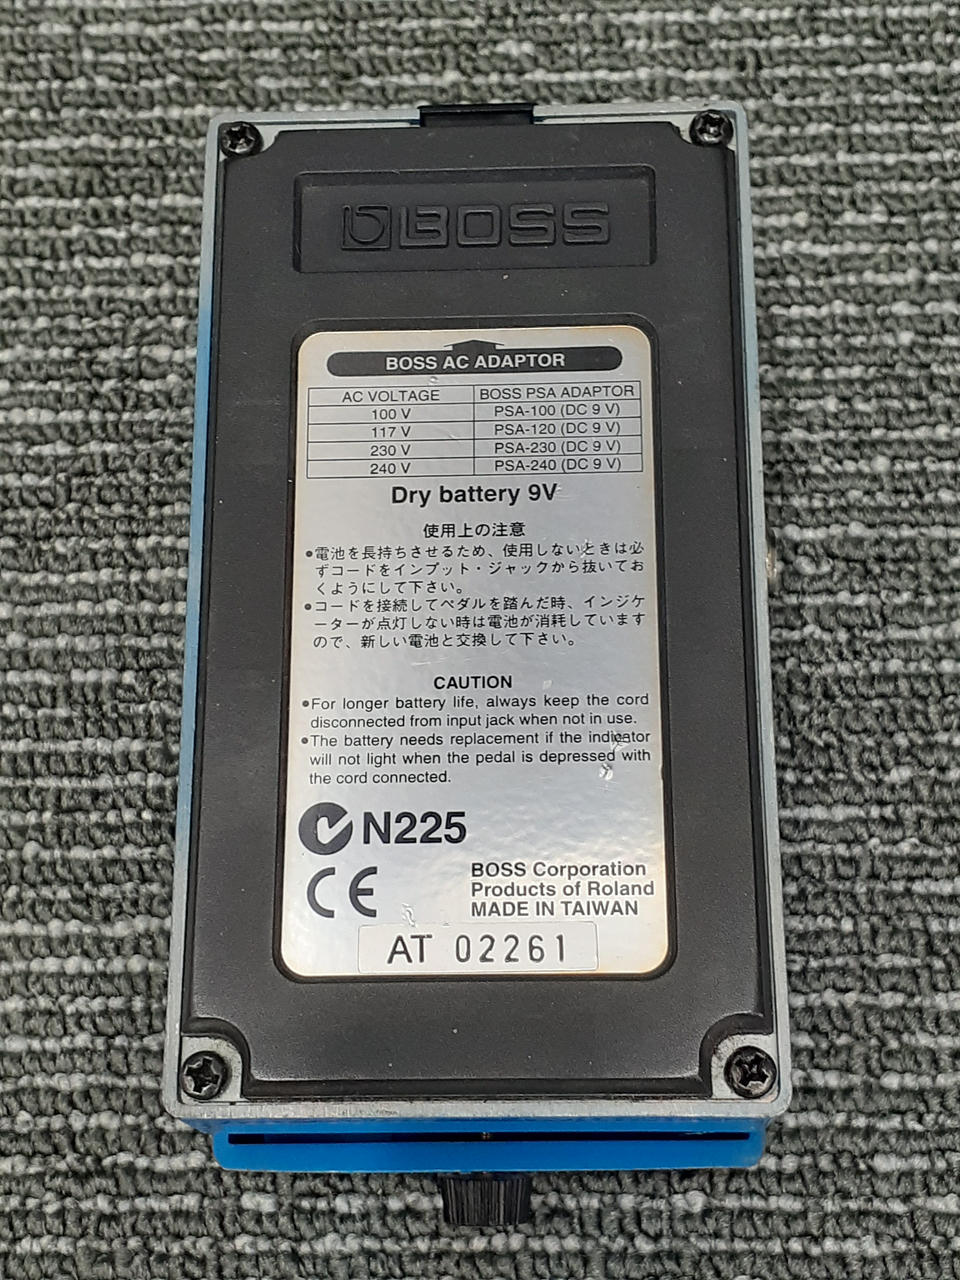 BOSS
BOSS AC ADAPTOR
AC VOLTAGE BOSS PSA ADAPTOR
100 V PSA-100 (DC 9 V)
117 V PSA-120 (DC 9 V)
230 V PSA-230 (DC 9 V)
240 V PSA-240 (DC 9 V)
Dry battery 9V
使用上の注意
●電池を長持ちさせるため、使用しないときは必
ずコードをインプット・ジャックから抜いてお
くようにして下さい。
●コードを接続してペダルを踏んだ時、インジケ
ーターが点灯しない時は電池が消耗しています
ので、新しい電池と交換して下さい。
CAUTION
●For longer battery life, always keep the cord
disconnected from input jack when not in use.
●The battery needs replacement if the indicator
will not light when the pedal is depressed with
the cord connected.
N225
CE
BOSS Corporation
Products of Roland
MADE IN TAIWAN
AT 02261